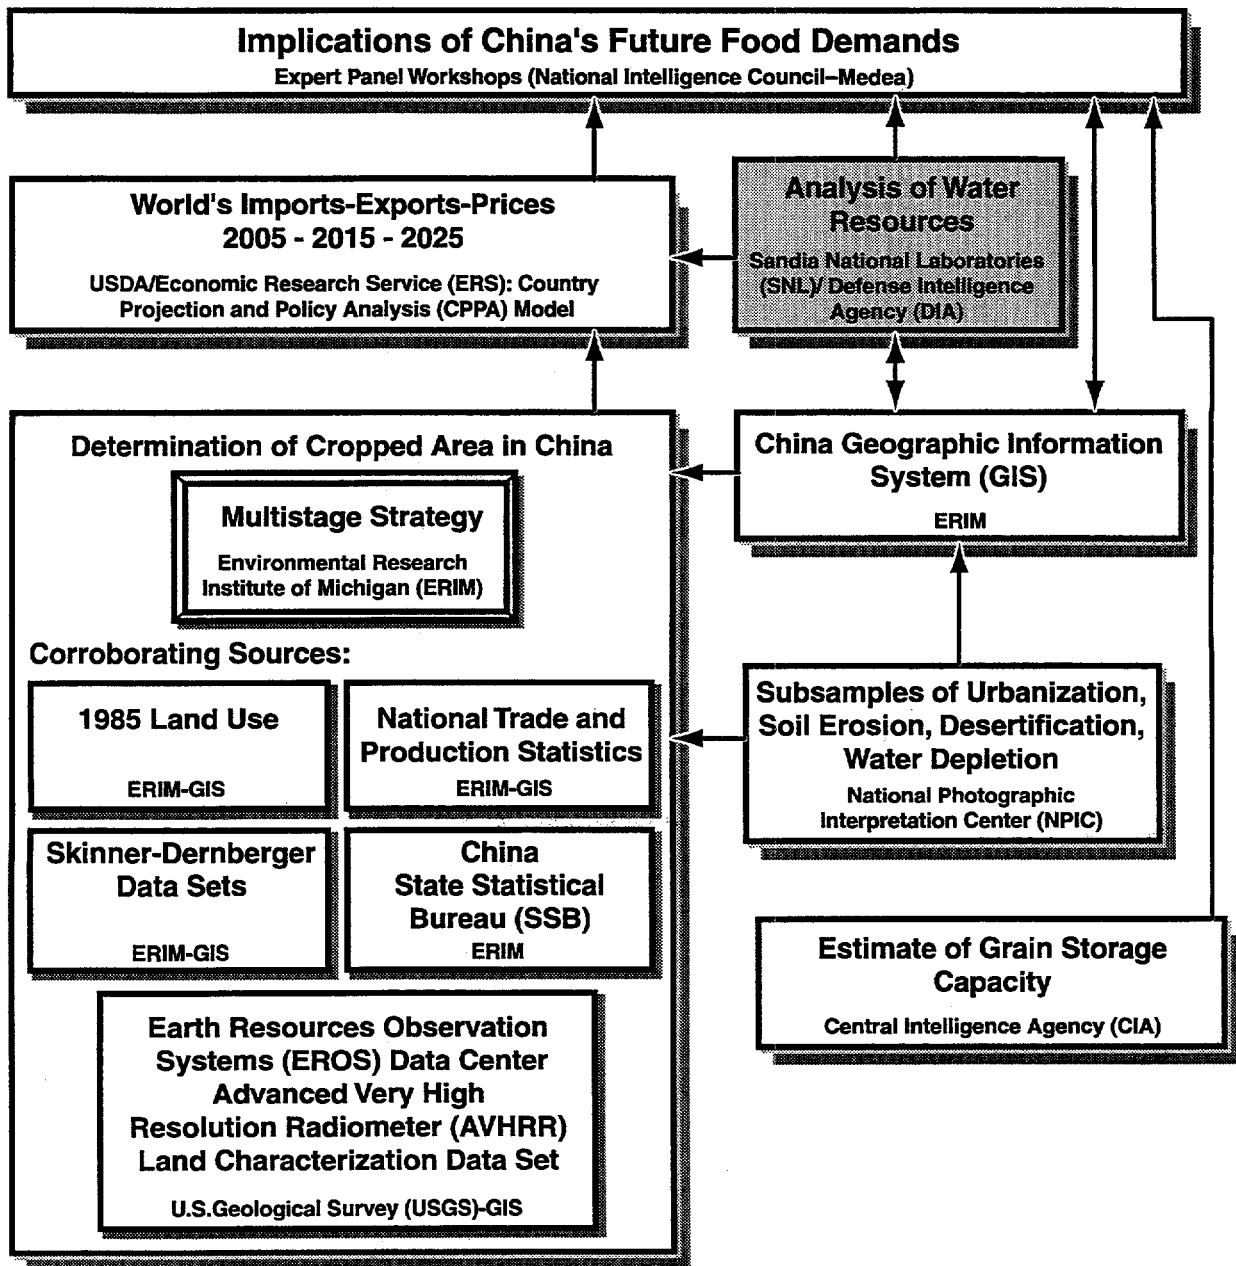 Implications of China's Future Food Demands
Expert Panel Workshops (National Intelligence Council–Medea)
World's Imports-Exports-Prices
2005 - 2015 - 2025
USDA/Economic Research Service (ERS): Country
Projection and Policy Analysis (CPPA) Model
Analysis of Water
Resources
Sandia National Laboratories
(SNL)/ Defense Intelligence
Agency (DIA)
Determination of Cropped Area in China
Multistage Strategy
Environmental Research
Institute of Michigan (ERIM)
China Geographic Information
System (GIS)
ERIM
Corroborating Sources:
1985 Land Use
ERIM-GIS
National Trade and
Production Statistics
ERIM-GIS
Subsamples of Urbanization,
Soil Erosion, Desertification,
Water Depletion
National Photographic
Interpretation Center (NPIC)
Skinner-Dernberger
Data Sets
ERIM-GIS
China
State Statistical
Bureau (SSB)
ERIM
Estimate of Grain Storage
Capacity
Central Intelligence Agency (CIA)
Earth Resources Observation
Systems (EROS) Data Center
Advanced Very High
Resolution Radiometer (AVHRR)
Land Characterization Data Set
U.S.Geological Survey (USGS)-GIS